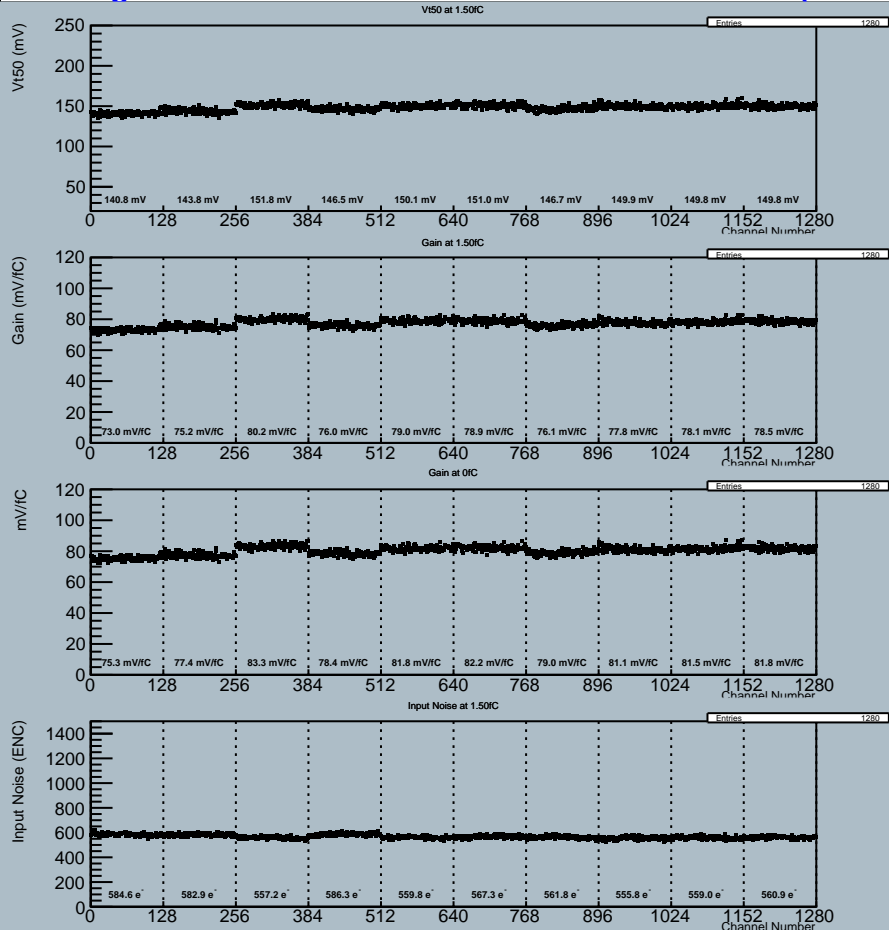 Vt50 at 1.50fC
Entries 1280
Vt50 (mV)
250
200
150
100
50
140.8 mV 143.8 mV 151.8 mV 146.5 mV 150.1 mV 151.0 mV 146.7 mV 149.9 mV 149.8 mV 149.8 mV
0 128 256 384 512 640 768 896 1024 1152 1280
Channel Number
Gain at 1.50fC
Entries 1280
Gain (mV/fC)
120
100
80
60
40
20
0
73.0 mV/fC 75.2 mV/fC 80.2 mV/fC 76.0 mV/fC 79.0 mV/fC 78.9 mV/fC 76.1 mV/fC 77.8 mV/fC 78.1 mV/fC 78.5 mV/fC
0 128 256 384 512 640 768 896 1024 1152 1280
Channel Number
Gain at 0fC
Entries 1280
mV/fC
120
100
80
60
40
20
0
75.3 mV/fC 77.4 mV/fC 83.3 mV/fC 78.4 mV/fC 81.8 mV/fC 82.2 mV/fC 79.0 mV/fC 81.1 mV/fC 81.5 mV/fC 81.8 mV/fC
0 128 256 384 512 640 768 896 1024 1152 1280
Channel Number
Input Noise at 1.50fC
Entries 1280
Input Noise (ENC)
1400
1200
1000
800
600
400
200
0
584.6 e⁻ 582.9 e⁻ 557.2 e⁻ 586.3 e⁻ 559.8 e⁻ 567.3 e⁻ 561.8 e⁻ 555.8 e⁻ 559.0 e⁻ 560.9 e⁻
0 128 256 384 512 640 768 896 1024 1152 1280
Channel Number